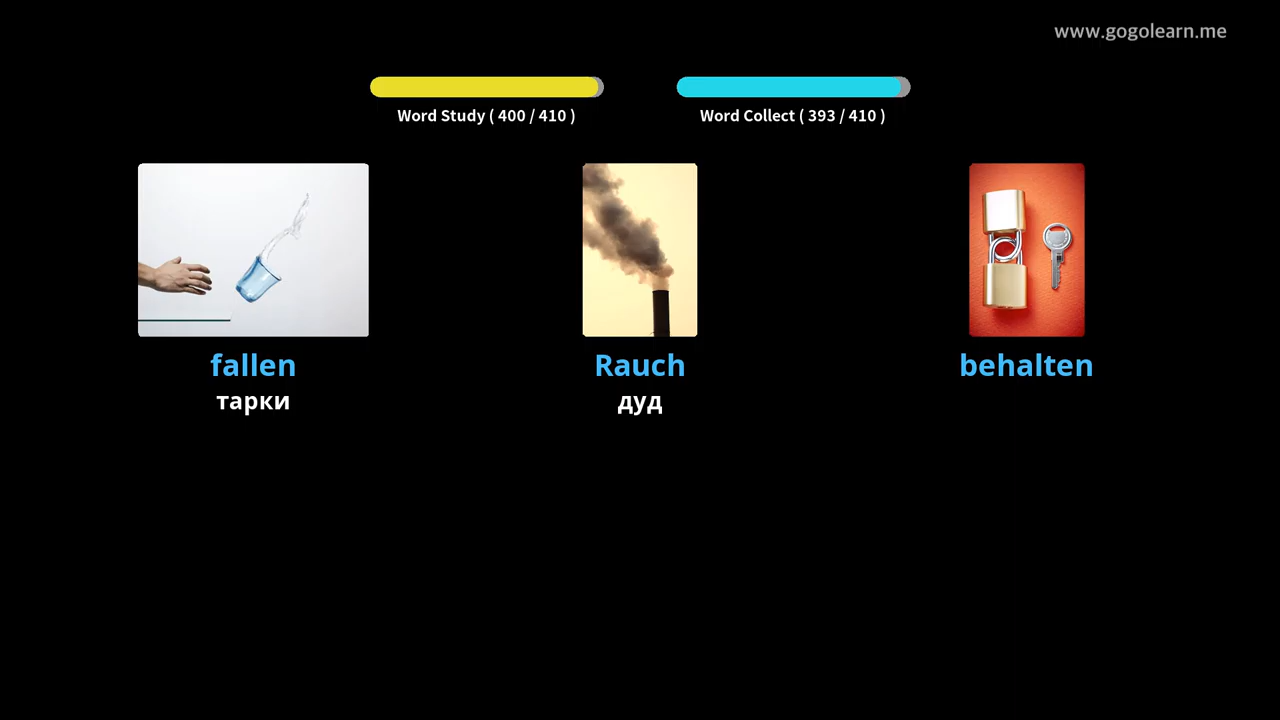 www.gogolearn.me
Word Study ( 400 / 410 )
Word Collect ( 393 / 410 )
fallen
тарки
Rauch
дуд
behalten